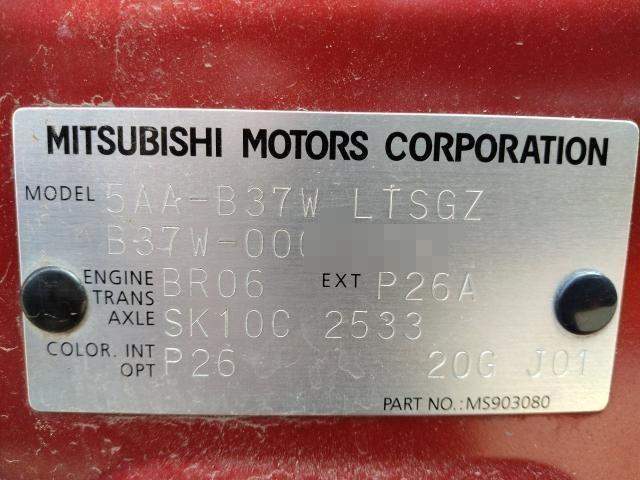 MITSUBISHI MOTORS CORPORATION
MODEL 5AA-B37W LTSGZ
B37W-00
ENGINE BR06 EXT P26A
TRANS
AXLE SK10C 2533
COLOR. INT P26 20G J01
OPT
PART NO.: MS903080